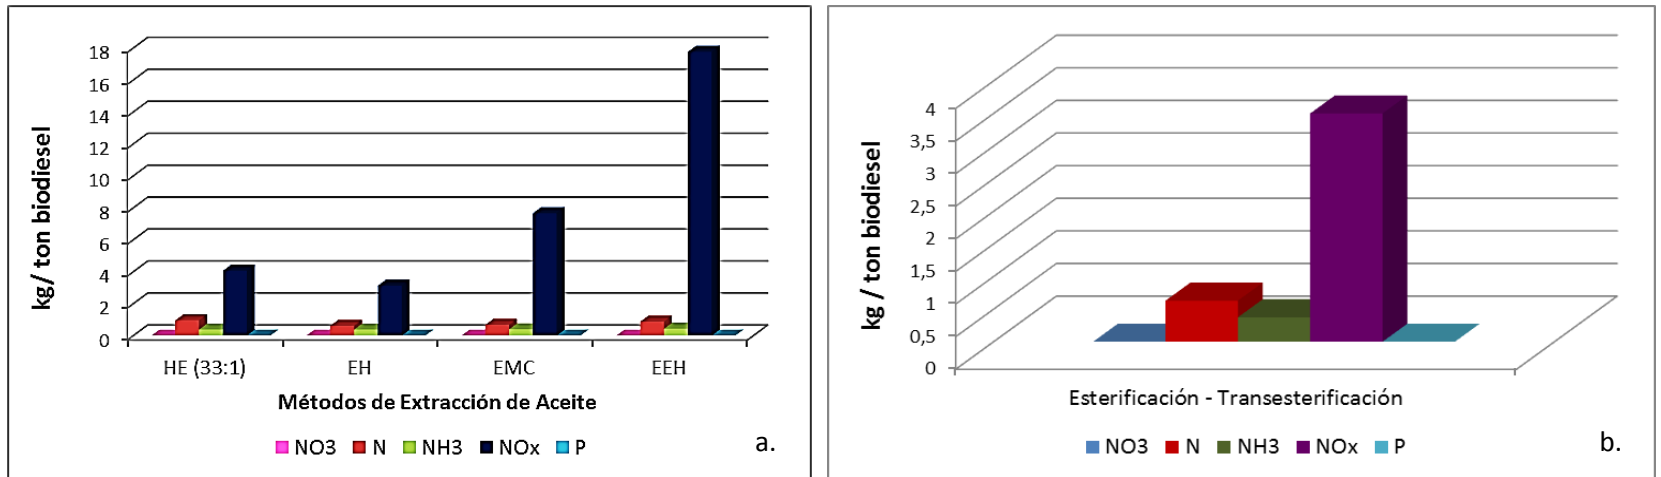 kg/ ton biodiesel
18
16
14
12
10
8
6
4
2
0
HE (33:1) EH EMC EEH
Métodos de Extracción de Aceite
NO3 N NH3 NOx P
a.
kg / ton biodiesel
4
3,5
3
2,5
2
1,5
1
0,5
0
Esterificación - Transesterificación
NO3 N NH3 NOx P
b.